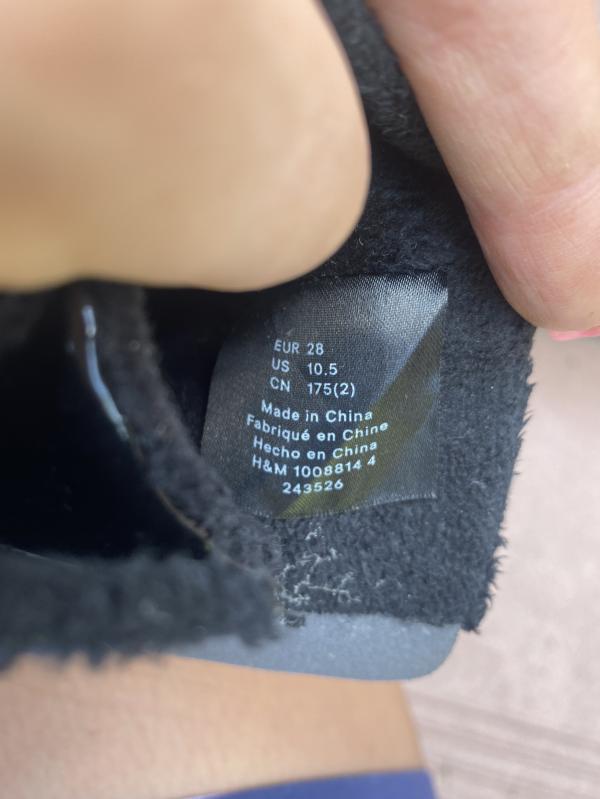 EUR 28
US 10.5
CN 175(2)
Made in China
Fabriqué en Chine
Hecho en China
H&M 1008814 4
243526